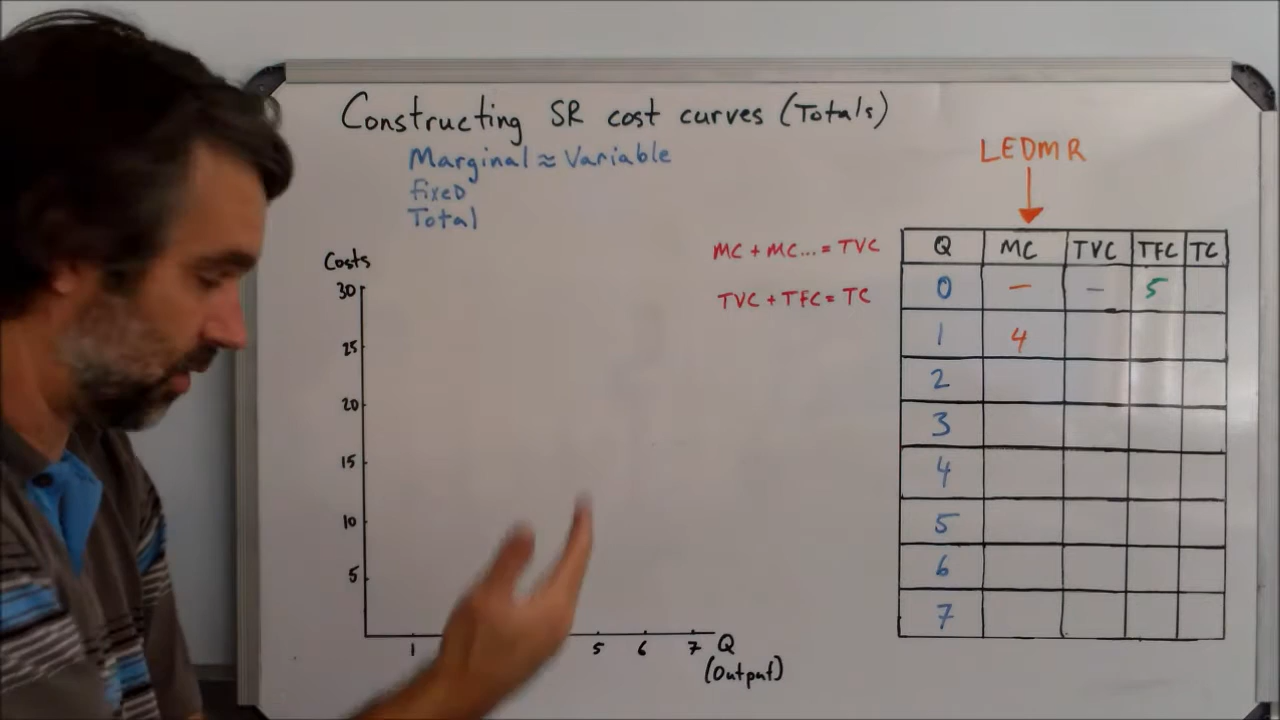 Constructing SR cost curves (Totals)
Marginal ≈ Variable
fixed
Total
LEDMR
MC + MC... = TVC
TVC + TFC = TC
Costs
30
25
20
15
10
5
1 5 6 7 Q
(Output)
Q MC TVC TFC TC
0 — — 5
1 4
2
3
4
5
6
7